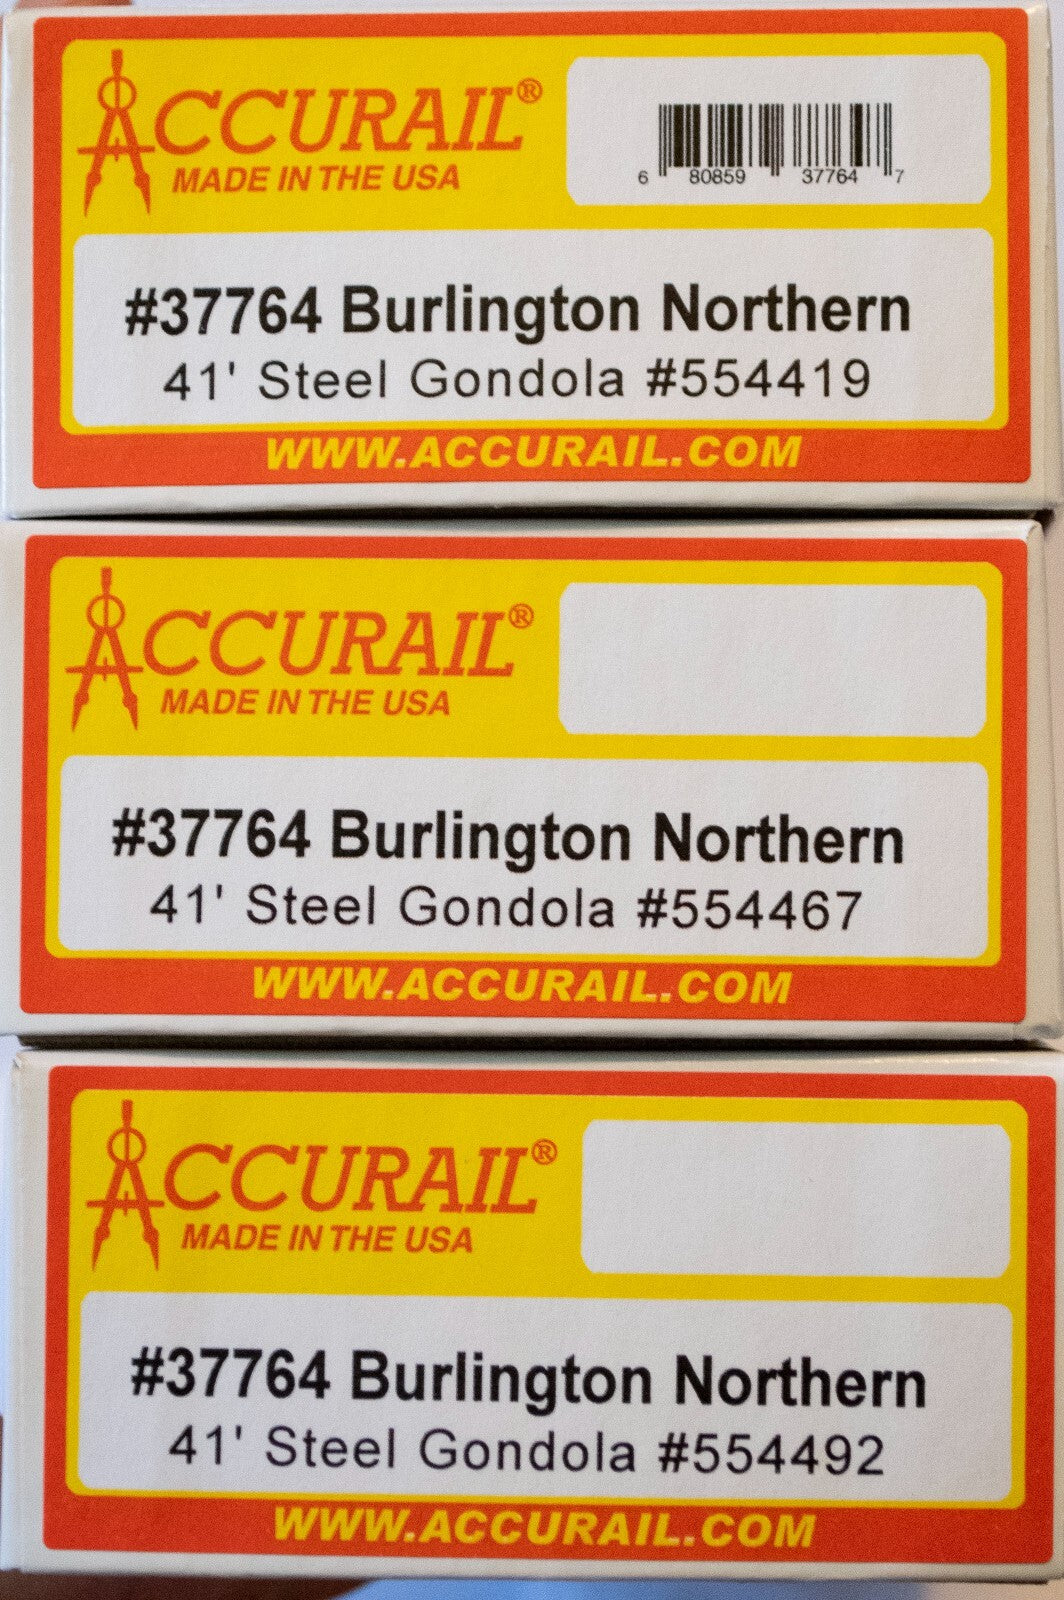 ACCURAIL®
MADE IN THE USA
6 80859 37764 7
#37764 Burlington Northern
41' Steel Gondola #554419
WWW.ACCURAIL.COM
ACCURAIL®
MADE IN THE USA
#37764 Burlington Northern
41' Steel Gondola #554467
WWW.ACCURAIL.COM
ACCURAIL®
MADE IN THE USA
#37764 Burlington Northern
41' Steel Gondola #554492
WWW.ACCURAIL.COM